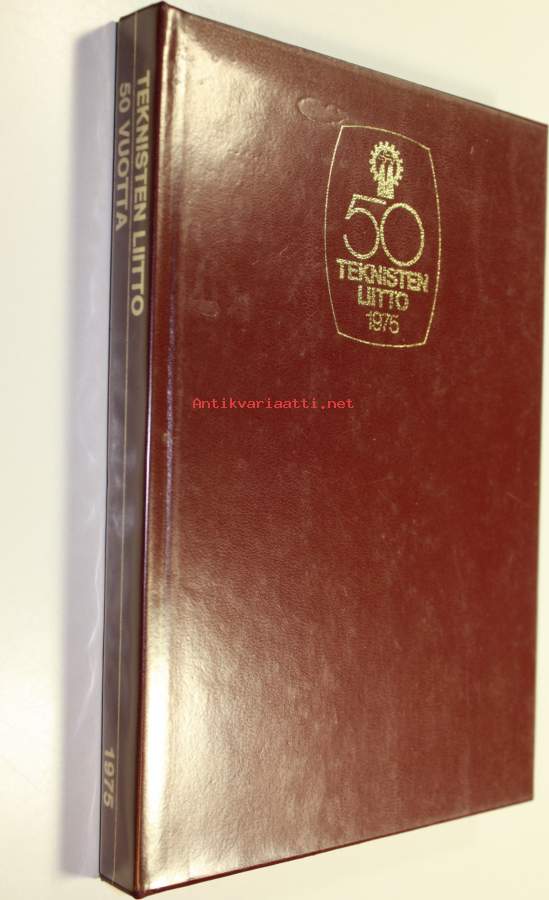 TEKNISTEN LIITTO
50 VUOTTA
1975
50
TEKNISTEN
LIITTO
1975
Antikvariaatti.net